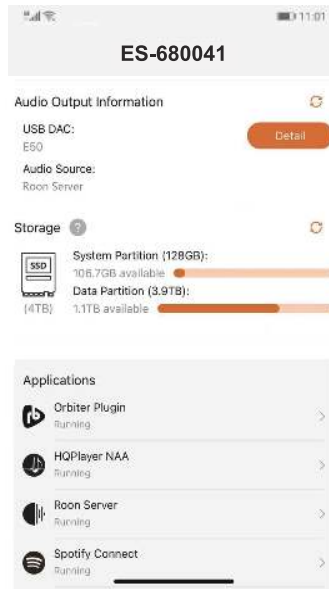 11:01
ES-680041
Audio Output Information
USB DAC:
E50
Detail
Audio Source:
Roon Server
Storage ?
SSD
(4TB)
System Partition (128GB):
106.7GB available
Data Partition (3.9TB):
1.1TB available
Applications
Orbiter Plugin
Running
HQPlayer NAA
Running
Roon Server
Running
Spotify Connect
Running